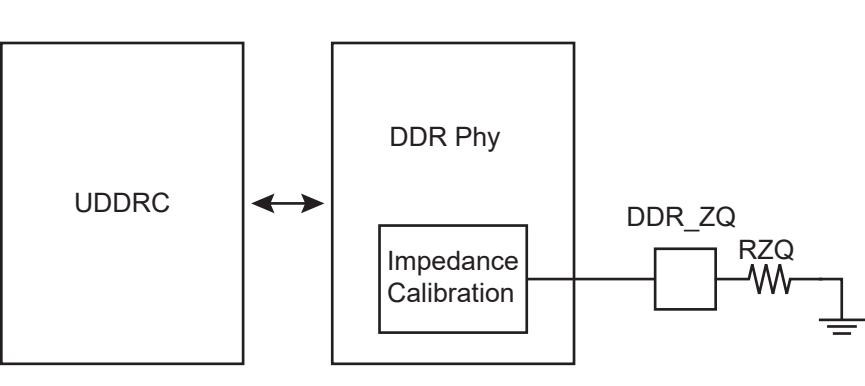 UDDRC
DDR Phy
Impedance
Calibration
DDR_ZQ
RZQ